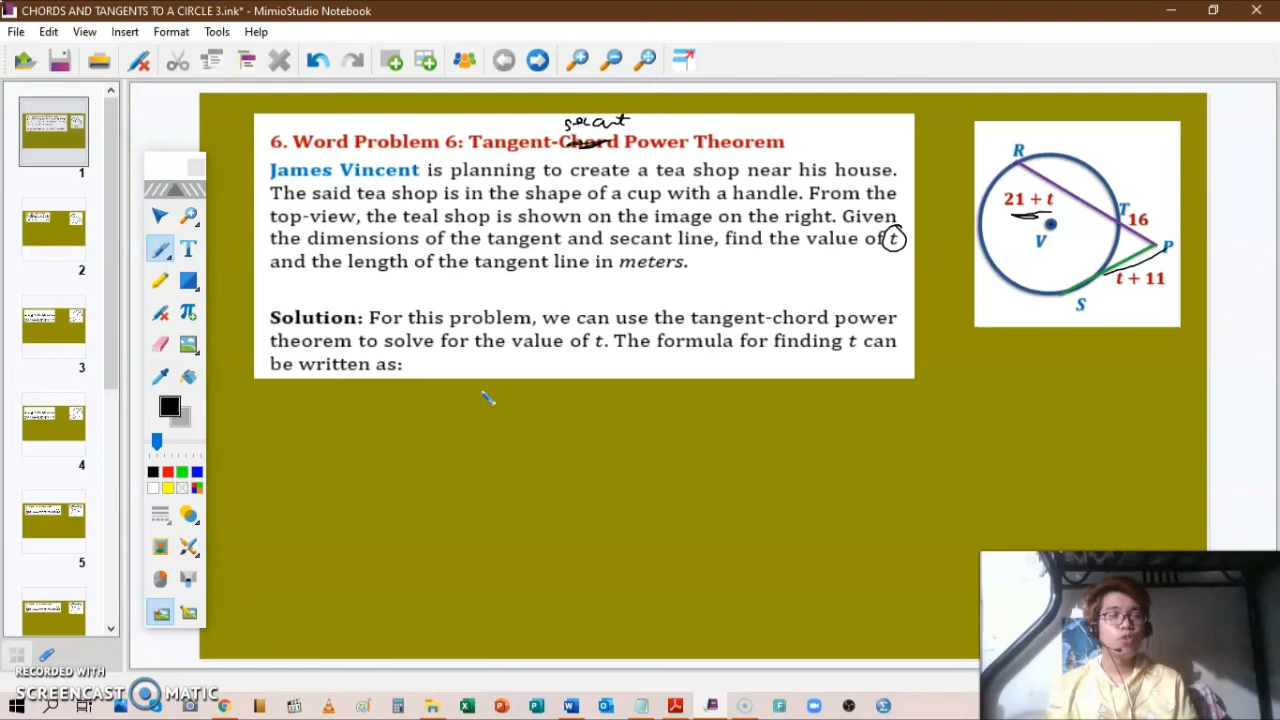 CHORDS AND TANGENTS TO A CIRCLE 3.ink* - MimioStudio Notebook
File Edit View Insert Format Tools Help
secant
6. Word Problem 6: Tangent-Chord Power Theorem
James Vincent is planning to create a tea shop near his house.
The said tea shop is in the shape of a cup with a handle. From the
top-view, the teal shop is shown on the image on the right. Given
the dimensions of the tangent and secant line, find the value of t
and the length of the tangent line in meters.
Solution: For this problem, we can use the tangent-chord power
theorem to solve for the value of t. The formula for finding t can
be written as:
R
21 + t
T
16
V
P
t + 11
S
1
2
3
4
5
RECORDED WITH
SCREENCAST MATIC